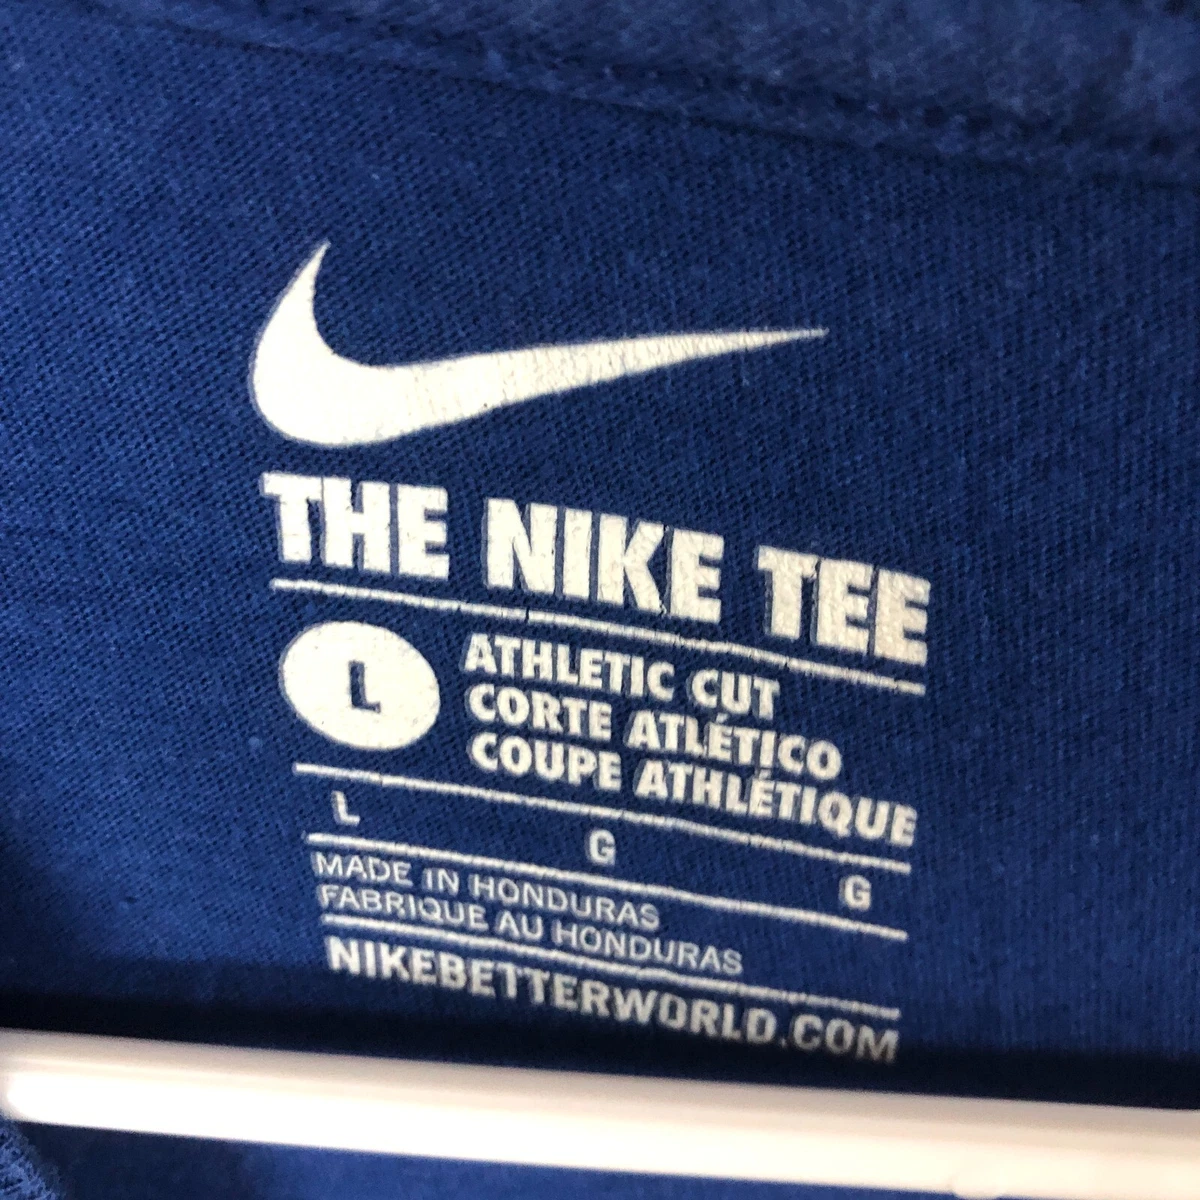 THE NIKE TEE
L
ATHLETIC CUT
CORTE ATLÉTICO
COUPE ATHLÉTIQUE
L G G
MADE IN HONDURAS
FABRIQUE AU HONDURAS
NIKEBETTERWORLD.COM